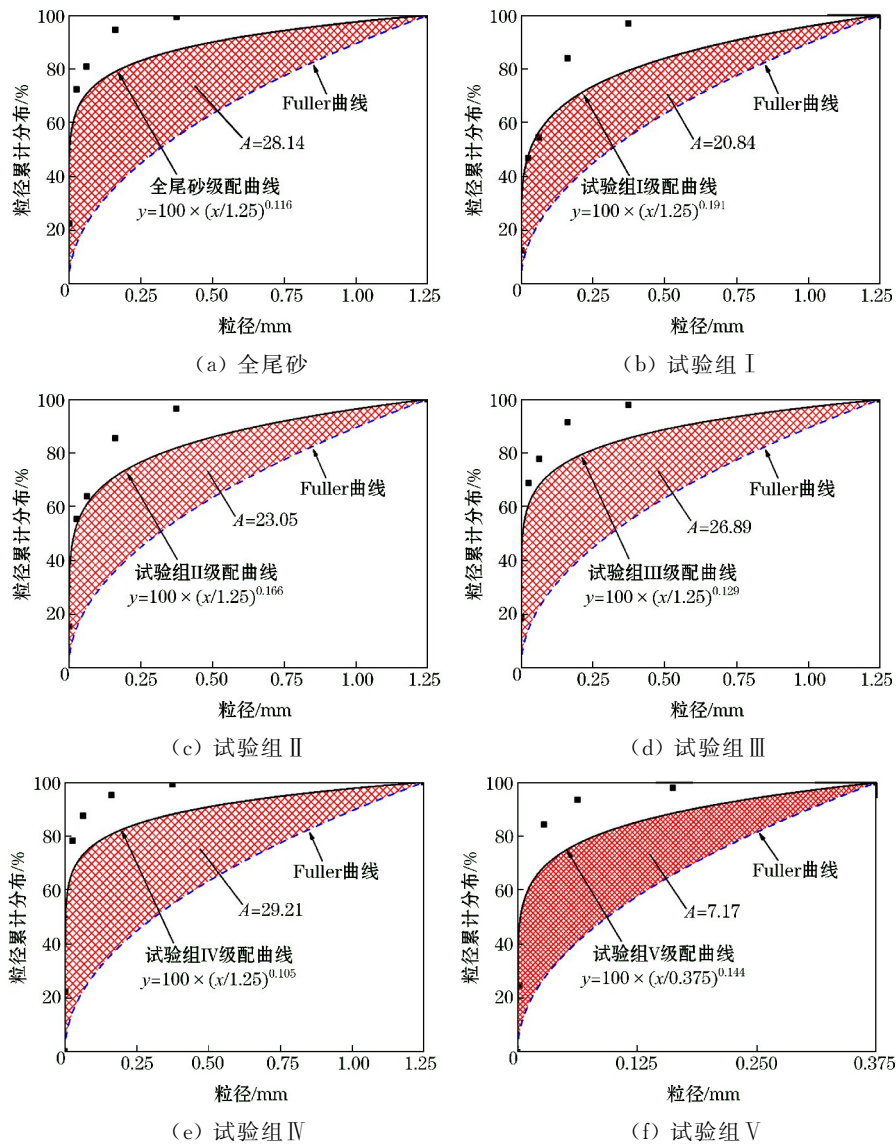 100
80
60
40
20
0
粒径累计分布/%
Fuller曲线
A=28.14
全尾砂级配曲线
y=100×(x/1.25)^0.116
0.25 0.50 0.75 1.00 1.25
粒径/mm
(a) 全尾砂
100
80
60
40
20
0
粒径累计分布/%
Fuller曲线
A=20.84
试验组I级配曲线
y=100×(x/1.25)^0.191
0.25 0.50 0.75 1.00 1.25
粒径/mm
(b) 试验组Ⅰ
100
80
60
40
20
0
粒径累计分布/%
Fuller曲线
A=23.05
试验组II级配曲线
y=100×(x/1.25)^0.166
0.25 0.50 0.75 1.00 1.25
粒径/mm
(c) 试验组Ⅱ
100
80
60
40
20
0
粒径累计分布/%
Fuller曲线
A=26.89
试验组III级配曲线
y=100×(x/1.25)^0.129
0.25 0.50 0.75 1.00 1.25
粒径/mm
(d) 试验组Ⅲ
100
80
60
40
20
0
粒径累计分布/%
Fuller曲线
A=29.21
试验组IV级配曲线
y=100×(x/1.25)^0.105
0.25 0.50 0.75 1.00 1.25
粒径/mm
(e) 试验组Ⅳ
100
80
60
40
20
0
粒径累计分布/%
Fuller曲线
A=7.17
试验组V级配曲线
y=100×(x/0.375)^0.144
0.125 0.250 0.375
粒径/mm
(f) 试验组Ⅴ